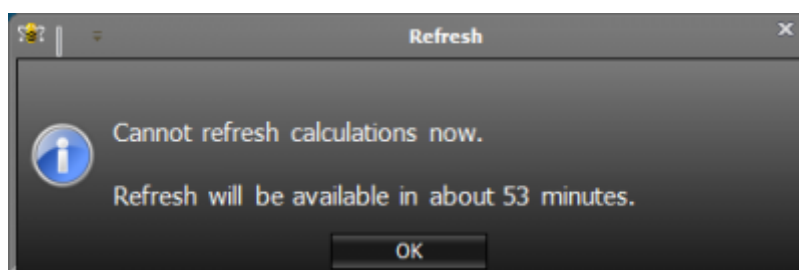 Refresh
Cannot refresh calculations now.
Refresh will be available in about 53 minutes.
OK